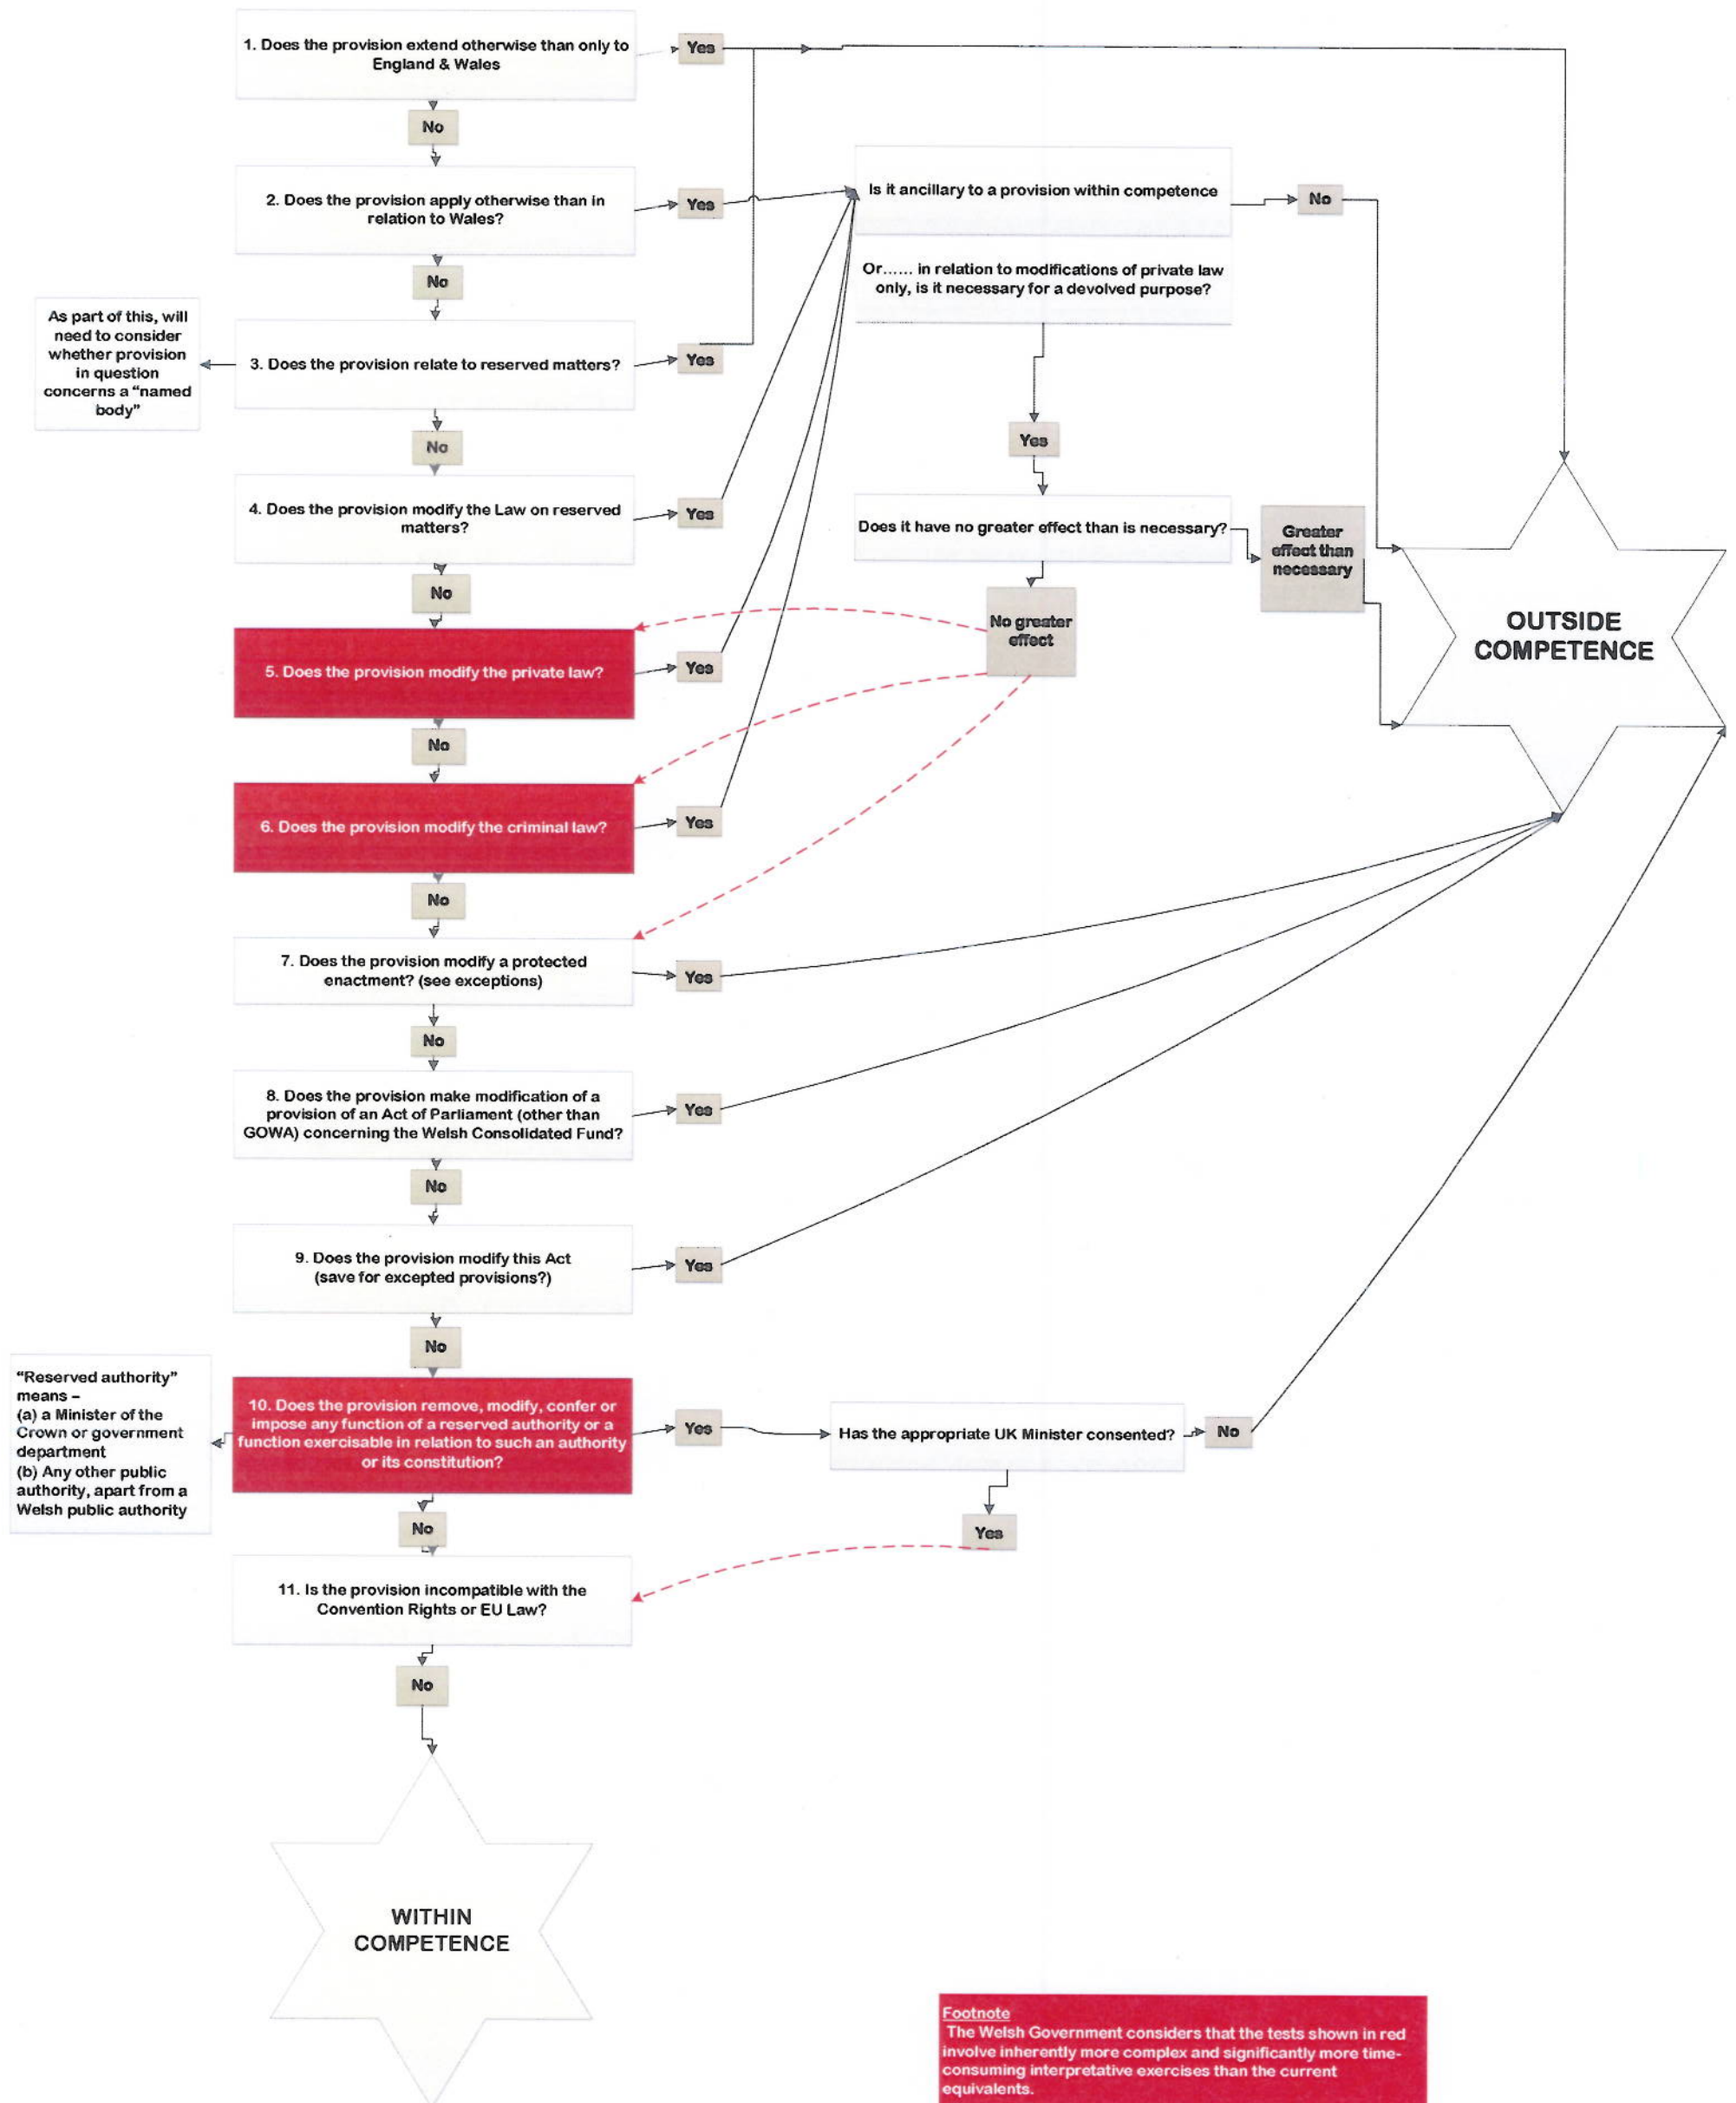 1. Does the provision extend otherwise than only to
England & Wales
Yes
No
2. Does the provision apply otherwise than in
relation to Wales?
Yes
Is it ancillary to a provision within competence
No
Or...... in relation to modifications of private law
only, is it necessary for a devolved purpose?
No
As part of this, will
need to consider
whether provision
in question
concerns a “named
body”
3. Does the provision relate to reserved matters?
Yes
No
Yes
4. Does the provision modify the Law on reserved
matters?
Yes
Does it have no greater effect than is necessary?
Greater
effect than
necessary
No
No greater
effect
OUTSIDE
COMPETENCE
5. Does the provision modify the private law?
Yes
No
6. Does the provision modify the criminal law?
Yes
No
7. Does the provision modify a protected
enactment? (see exceptions)
Yes
No
8. Does the provision make modification of a
provision of an Act of Parliament (other than
GOWA) concerning the Welsh Consolidated Fund?
Yes
No
9. Does the provision modify this Act
(save for excepted provisions?)
Yes
No
“Reserved authority”
means –
(a) a Minister of the
Crown or government
department
(b) Any other public
authority, apart from a
Welsh public authority
10. Does the provision remove, modify, confer or
impose any function of a reserved authority or a
function exercisable in relation to such an authority
or its constitution?
Yes
Has the appropriate UK Minister consented?
No
No
Yes
11. Is the provision incompatible with the
Convention Rights or EU Law?
No
WITHIN
COMPETENCE
Footnote
The Welsh Government considers that the tests shown in red
involve inherently more complex and significantly more time-
consuming interpretative exercises than the current
equivalents.